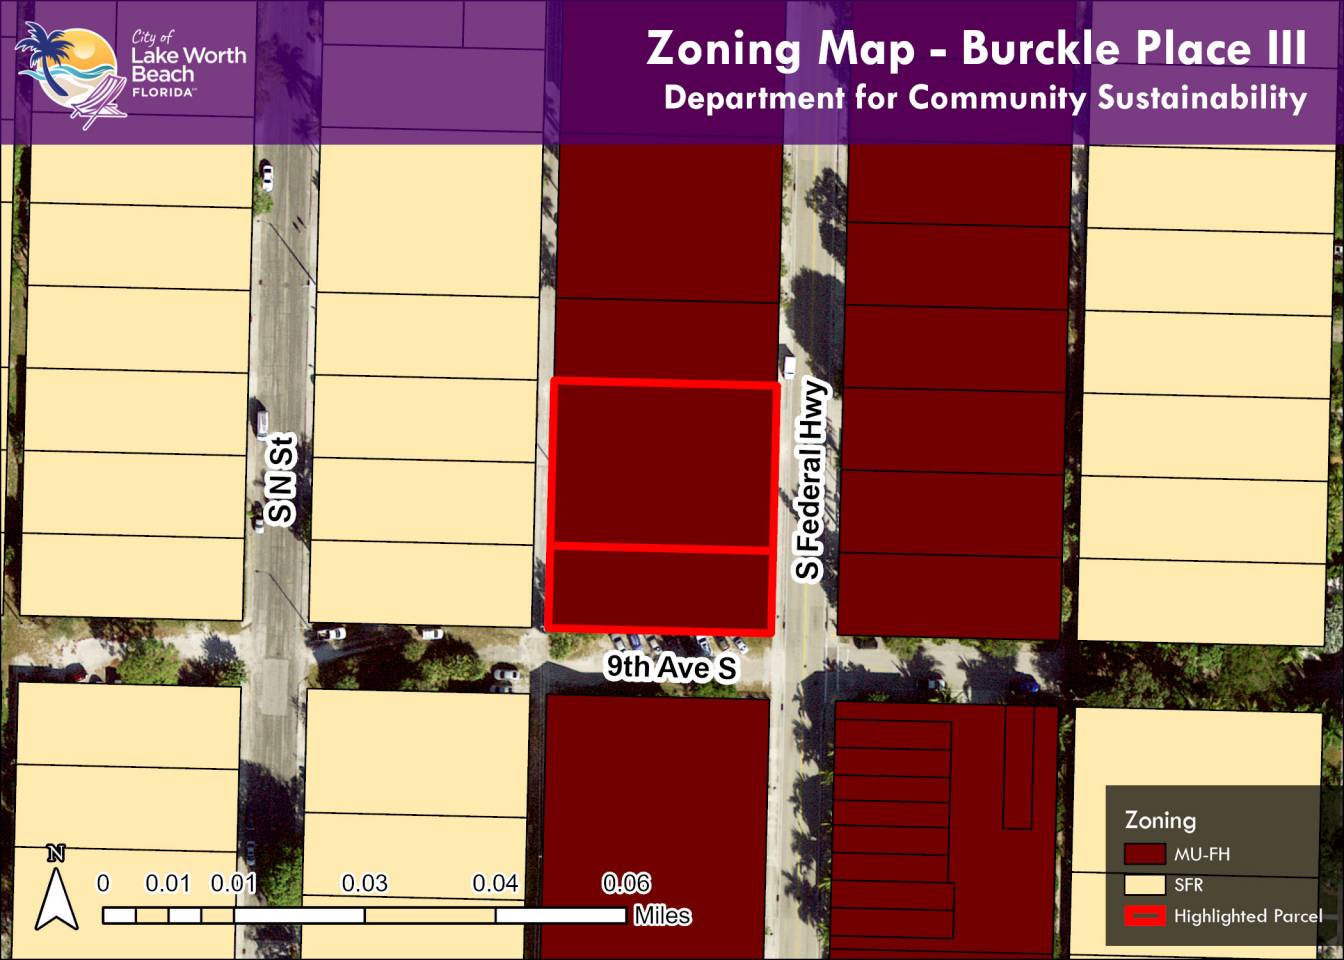 City of
Lake Worth
Beach
FLORIDA
Zoning Map - Burckle Place III
Department for Community Sustainability
S N St
S Federal Hwy
9th Ave S
N
0 0.01 0.01 0.03 0.04 0.06
Miles
Zoning
MU-FH
SFR
Highlighted Parcel